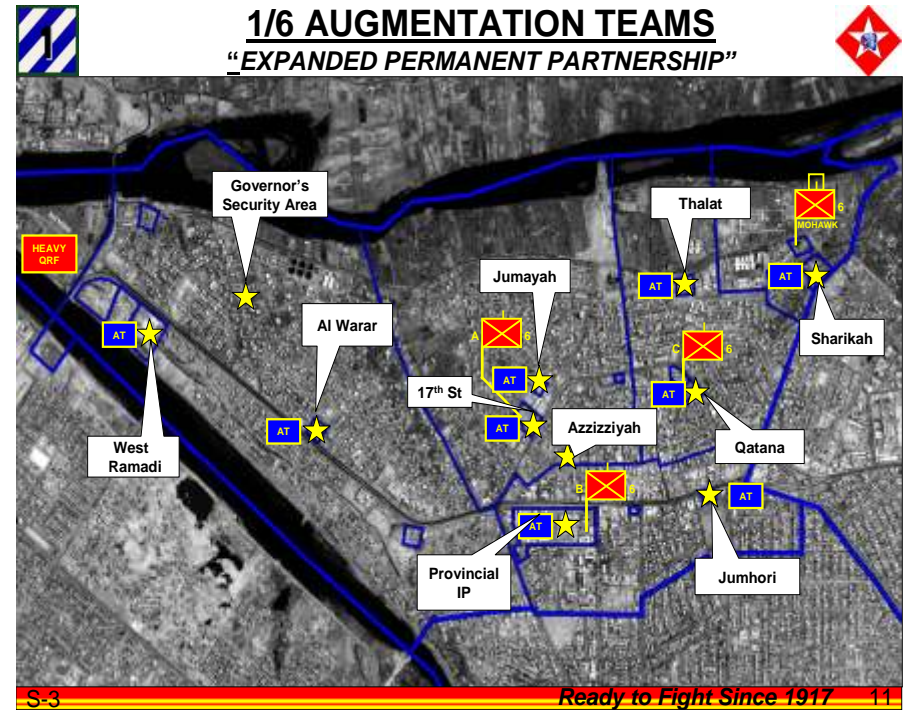 1
1/6 AUGMENTATION TEAMS
“EXPANDED PERMANENT PARTNERSHIP”
Governor’s
Security Area
Thalat
6
MOHAWK
HEAVY
QRF
Jumayah
AT
AT
Sharikah
AT
Al Warar
A
6
C
6
AT
17th St
AT
AT
AT
Azzizziyah
West
Ramadi
Qatana
B
6
AT
AT
Provincial
IP
Jumhori
S-3
Ready to Fight Since 1917
11